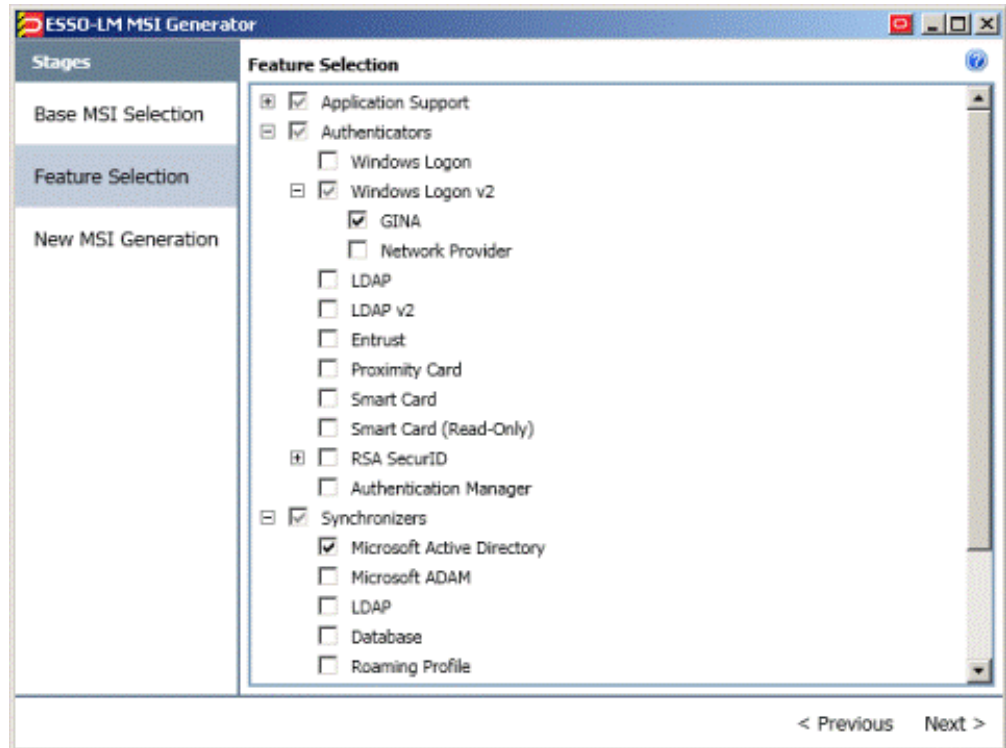 ESSO-LM MSI Generator
Stages
Base MSI Selection
Feature Selection
New MSI Generation
Feature Selection
Application Support
Authenticators
Windows Logon
Windows Logon v2
GINA
Network Provider
LDAP
LDAP v2
Entrust
Proximity Card
Smart Card
Smart Card (Read-Only)
RSA SecurID
Authentication Manager
Synchronizers
Microsoft Active Directory
Microsoft ADAM
LDAP
Database
Roaming Profile
< Previous Next >